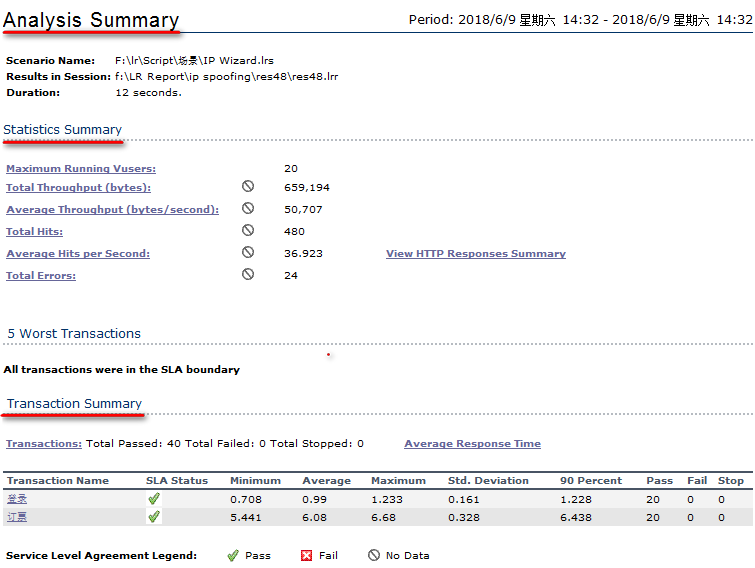 Analysis Summary Period: 2018/6/9 星期六 14:32 - 2018/6/9 星期六 14:32
Scenario Name: F:\lr\Script\场景\IP Wizard.lrs
Results in Session: f:\LR Report\ip spoofing\res48\res48.lrr
Duration: 12 seconds.
Statistics Summary
Maximum Running Vusers: 20
Total Throughput (bytes): 659,194
Average Throughput (bytes/second): 50,707
Total Hits: 480
Average Hits per Second: 36.923 View HTTP Responses Summary
Total Errors: 24
5 Worst Transactions
All transactions were in the SLA boundary
Transaction Summary
Transactions: Total Passed: 40 Total Failed: 0 Total Stopped: 0 Average Response Time
Transaction Name SLA Status Minimum Average Maximum Std. Deviation 90 Percent Pass Fail Stop
登录 0.708 0.99 1.233 0.161 1.228 20 0 0
订票 5.441 6.08 6.68 0.328 6.438 20 0 0
Service Level Agreement Legend: Pass Fail No Data